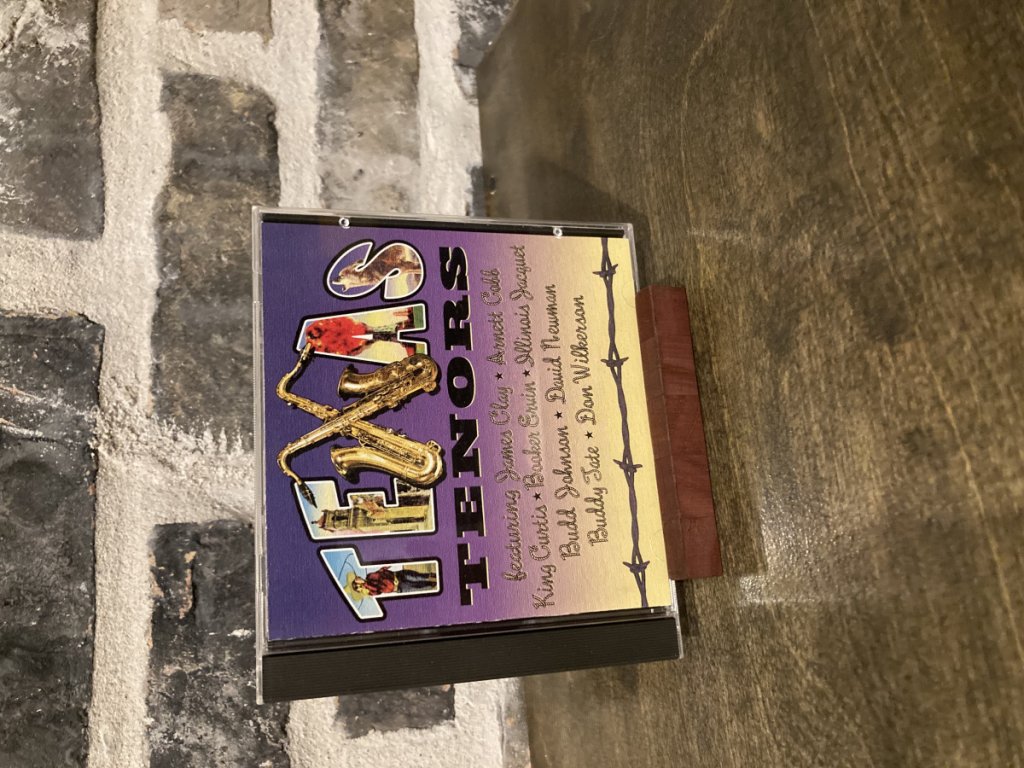 TEXAS
TENORS
featuring James Clay ★ Arnett Cobb
King Curtis ★ Booker Ervin ★ Illinois Jacquet
Budd Johnson ★ David Newman
Buddy Tate ★ Don Wilkerson